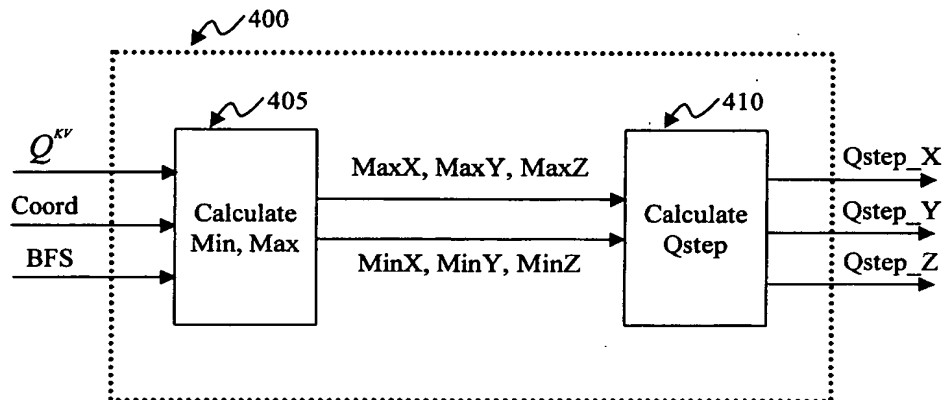 400
405
410
Q^KV
Coord
BFS
Calculate
Min, Max
MaxX, MaxY, MaxZ
MinX, MinY, MinZ
Calculate
Qstep
Qstep_X
Qstep_Y
Qstep_Z